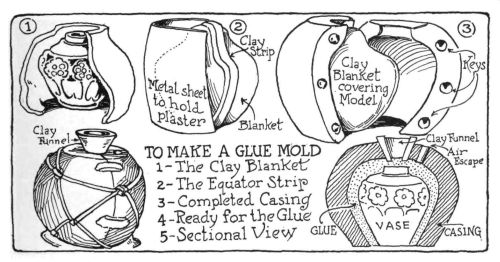 1
2
3
Clay
Strip
Metal sheet
to hold
plaster
Blanket
Clay
Blanket
covering
Model
Keys
Clay
Funnel
TO MAKE A GLUE MOLD
1-The Clay Blanket
2-The Equator Strip
3-Completed Casing
4-Ready for the Glue
5-Sectional View
Clay Funnel
Air
Escape
GLUE
VASE
CASING